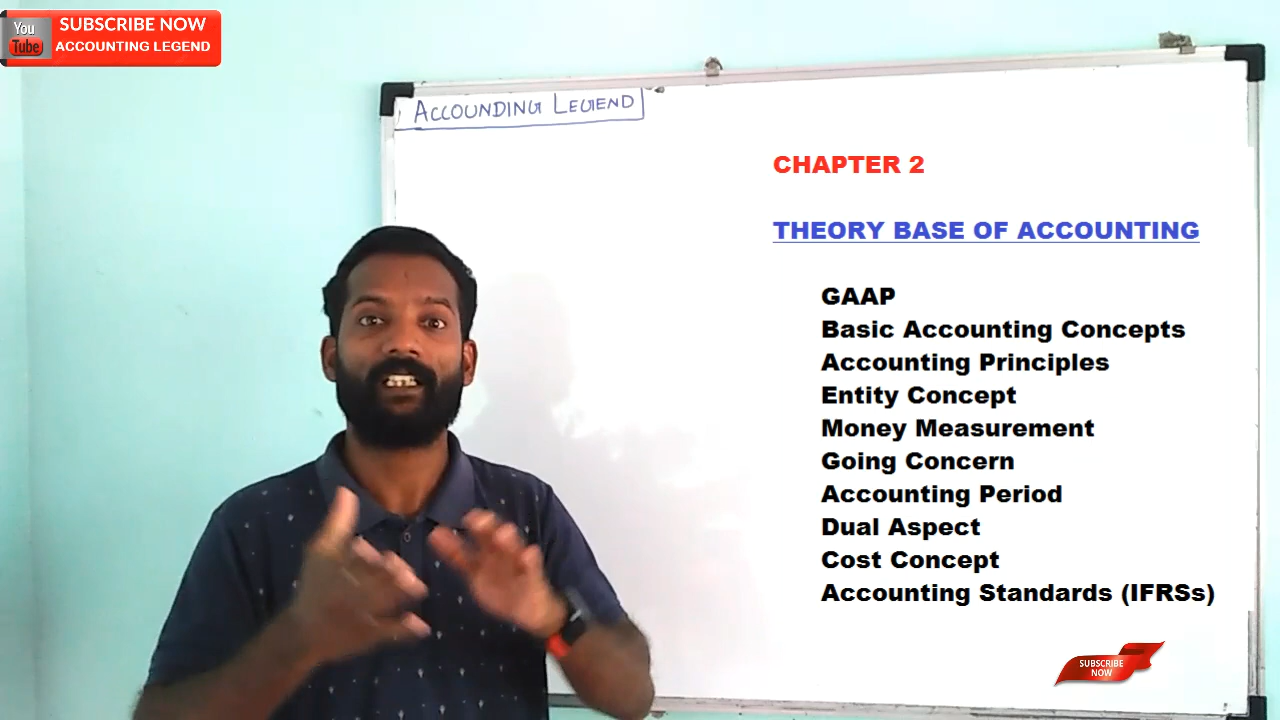 You
Tube
SUBSCRIBE NOW
ACCOUNTING LEGEND
ACCOUNDING LEGEND
CHAPTER 2
THEORY BASE OF ACCOUNTING
GAAP
Basic Accounting Concepts
Accounting Principles
Entity Concept
Money Measurement
Going Concern
Accounting Period
Dual Aspect
Cost Concept
Accounting Standards (IFRSs)
SUBSCRIBE
NOW